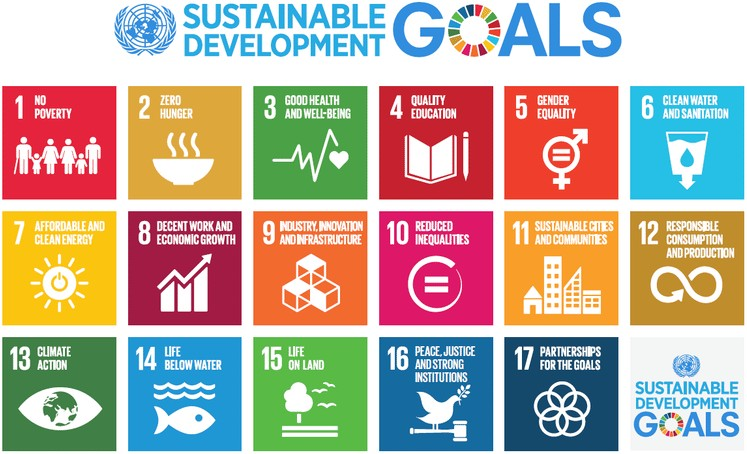 SUSTAINABLE
DEVELOPMENT
GOALS
1 NO
POVERTY
2 ZERO
HUNGER
3 GOOD HEALTH
AND WELL-BEING
4 QUALITY
EDUCATION
5 GENDER
EQUALITY
6 CLEAN WATER
AND SANITATION
7 AFFORDABLE AND
CLEAN ENERGY
8 DECENT WORK AND
ECONOMIC GROWTH
9 INDUSTRY, INNOVATION
AND INFRASTRUCTURE
10 REDUCED
INEQUALITIES
11 SUSTAINABLE CITIES
AND COMMUNITIES
12 RESPONSIBLE
CONSUMPTION
AND PRODUCTION
13 CLIMATE
ACTION
14 LIFE
BELOW WATER
15 LIFE
ON LAND
16 PEACE, JUSTICE
AND STRONG
INSTITUTIONS
17 PARTNERSHIPS
FOR THE GOALS
SUSTAINABLE
DEVELOPMENT
GOALS